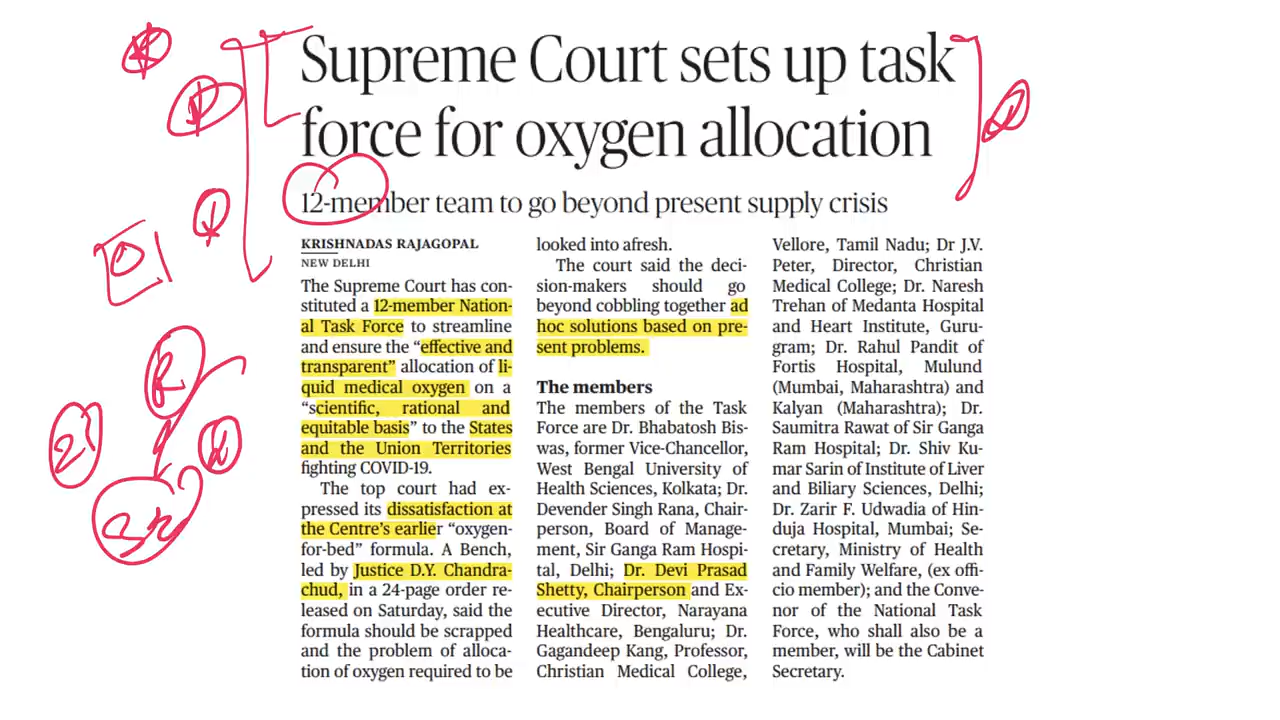 Supreme Court sets up task
force for oxygen allocation
12-member team to go beyond present supply crisis
KRISHNADAS RAJAGOPAL
NEW DELHI
The Supreme Court has con-
stituted a 12-member Nation-
al Task Force to streamline
and ensure the “effective and
transparent” allocation of li-
quid medical oxygen on a
“scientific, rational and
equitable basis” to the States
and the Union Territories
fighting COVID-19.
The top court had ex-
pressed its dissatisfaction at
the Centre’s earlier “oxygen-
for-bed” formula. A Bench,
led by Justice D.Y. Chandra-
chud, in a 24-page order re-
leased on Saturday, said the
formula should be scrapped
and the problem of alloca-
tion of oxygen required to be
looked into afresh.
The court said the deci-
sion-makers should go
beyond cobbling together ad
hoc solutions based on pre-
sent problems.
The members
The members of the Task
Force are Dr. Bhabatosh Bis-
was, former Vice-Chancellor,
West Bengal University of
Health Sciences, Kolkata; Dr.
Devender Singh Rana, Chair-
person, Board of Manage-
ment, Sir Ganga Ram Hospi-
tal, Delhi; Dr. Devi Prasad
Shetty, Chairperson and Ex-
ecutive Director, Narayana
Healthcare, Bengaluru; Dr.
Gagandeep Kang, Professor,
Christian Medical College,
Vellore, Tamil Nadu; Dr J.V.
Peter, Director, Christian
Medical College; Dr. Naresh
Trehan of Medanta Hospital
and Heart Institute, Guru-
gram; Dr. Rahul Pandit of
Fortis Hospital, Mulund
(Mumbai, Maharashtra) and
Kalyan (Maharashtra); Dr.
Saumitra Rawat of Sir Ganga
Ram Hospital; Dr. Shiv Ku-
mar Sarin of Institute of Liver
and Biliary Sciences, Delhi;
Dr. Zarir F. Udwadia of Hin-
duja Hospital, Mumbai; Se-
cretary, Ministry of Health
and Family Welfare, (ex offi-
cio member); and the Conve-
nor of the National Task
Force, who shall also be a
member, will be the Cabinet
Secretary.